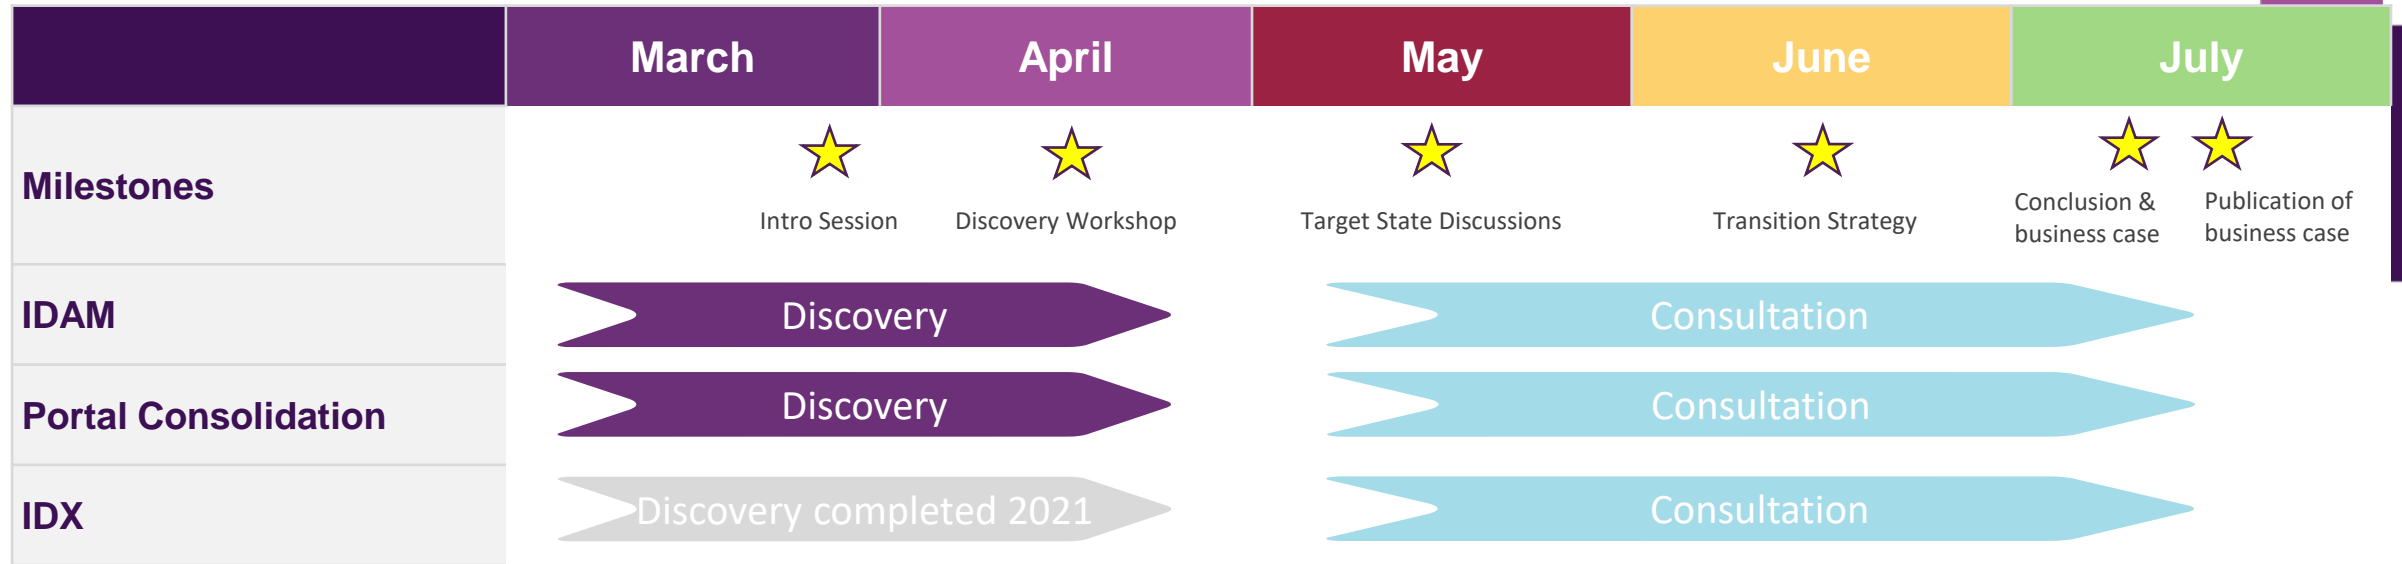 March April May June July
Milestones
Intro Session Discovery Workshop Target State Discussions Transition Strategy
Conclusion &
business case
Publication of
business case
IDAM
Discovery Consultation
Portal Consolidation
Discovery Consultation
IDX
Discovery completed 2021 Consultation